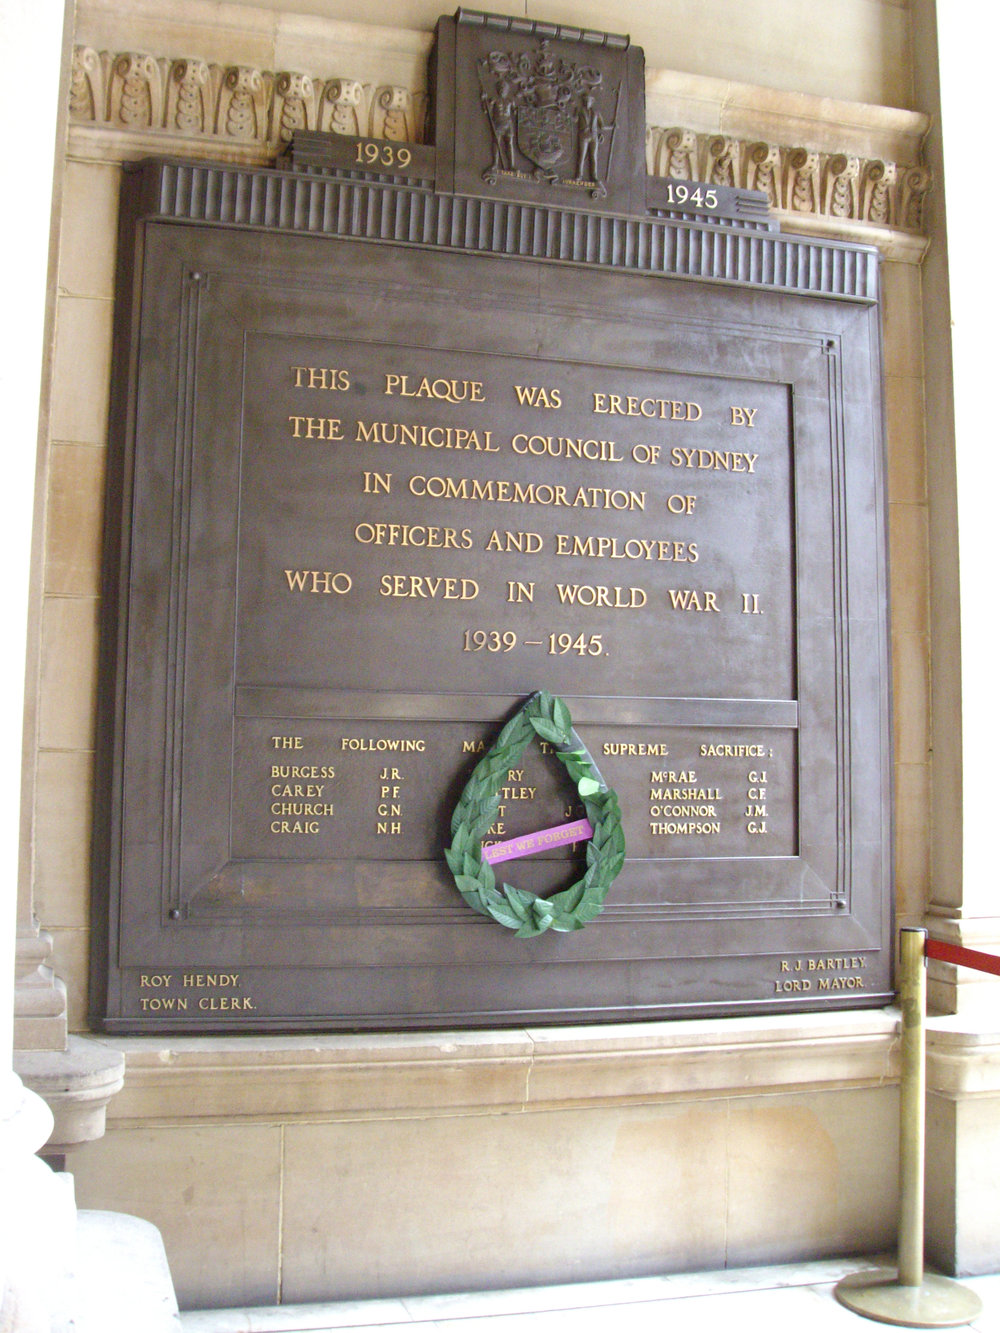 1939
1945
THIS PLAQUE WAS ERECTED BY
THE MUNICIPAL COUNCIL OF SYDNEY
IN COMMEMORATION OF
OFFICERS AND EMPLOYEES
WHO SERVED IN WORLD WAR II.
1939-1945.
THE FOLLOWING SUPREME SACRIFICE:
BURGESS J.R.
CAREY P.F.
CHURCH G.N.
CRAIG N.H.
McRAE G.J.
MARSHALL C.F.
O'CONNOR J.M.
THOMPSON G.J.
LEST WE FORGET
ROY HENDY.
TOWN CLERK.
R.J. BARTLEY.
LORD MAYOR.